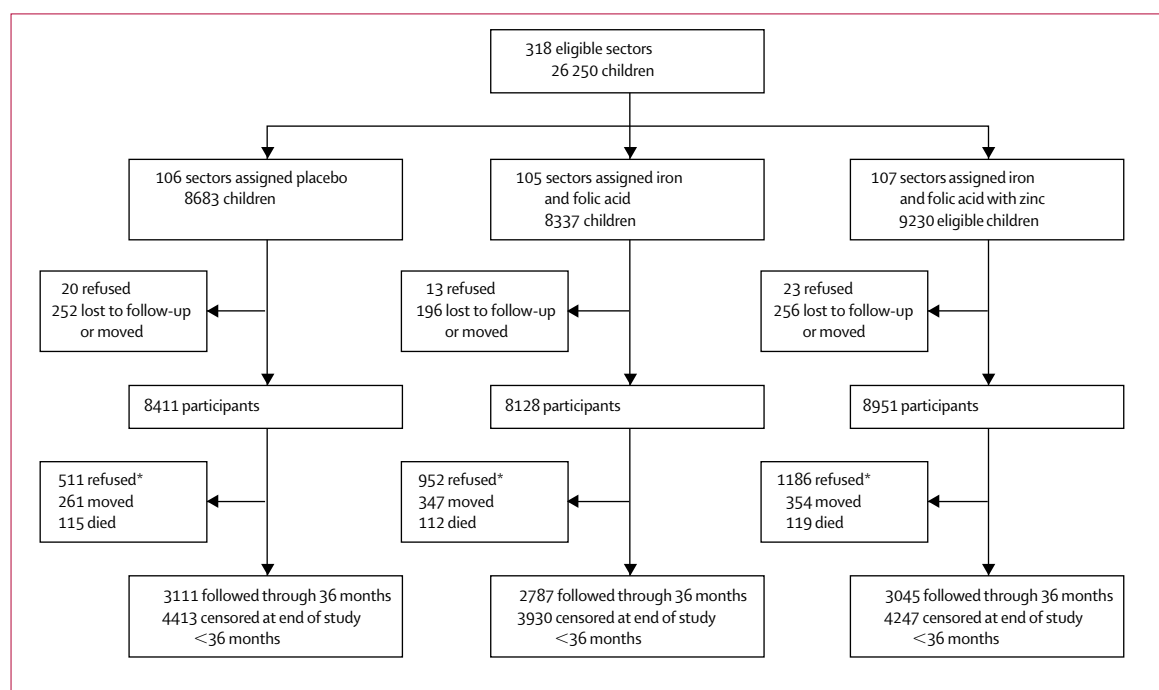 318 eligible sectors
26 250 children
106 sectors assigned placebo
8683 children
105 sectors assigned iron
and folic acid
8337 children
107 sectors assigned iron
and folic acid with zinc
9230 eligible children
20 refused
252 lost to follow-up
or moved
13 refused
196 lost to follow-up
or moved
23 refused
256 lost to follow-up
or moved
8411 participants
8128 participants
8951 participants
511 refused*
261 moved
115 died
952 refused*
347 moved
112 died
1186 refused*
354 moved
119 died
3111 followed through 36 months
4413 censored at end of study
<36 months
2787 followed through 36 months
3930 censored at end of study
<36 months
3045 followed through 36 months
4247 censored at end of study
<36 months